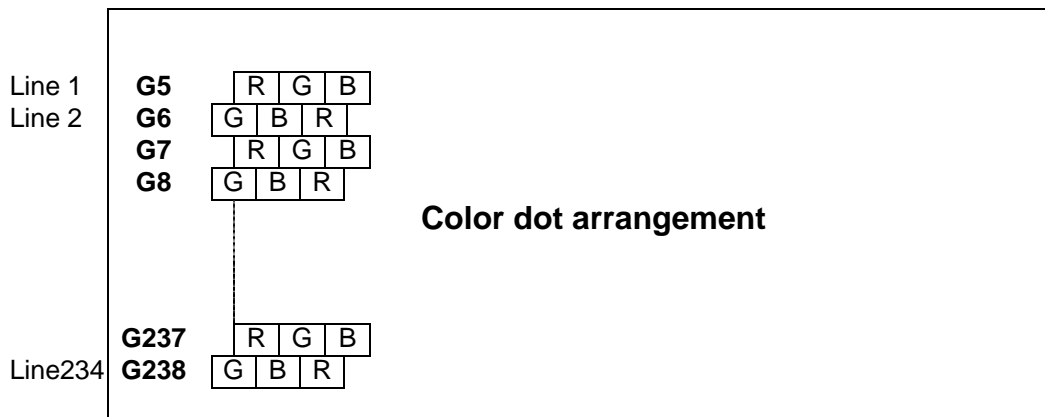 Line 1 G5 R G B
Line 2 G6 G B R
G7 R G B
G8 G B R
Color dot arrangement
G237 R G B
Line234 G238 G B R